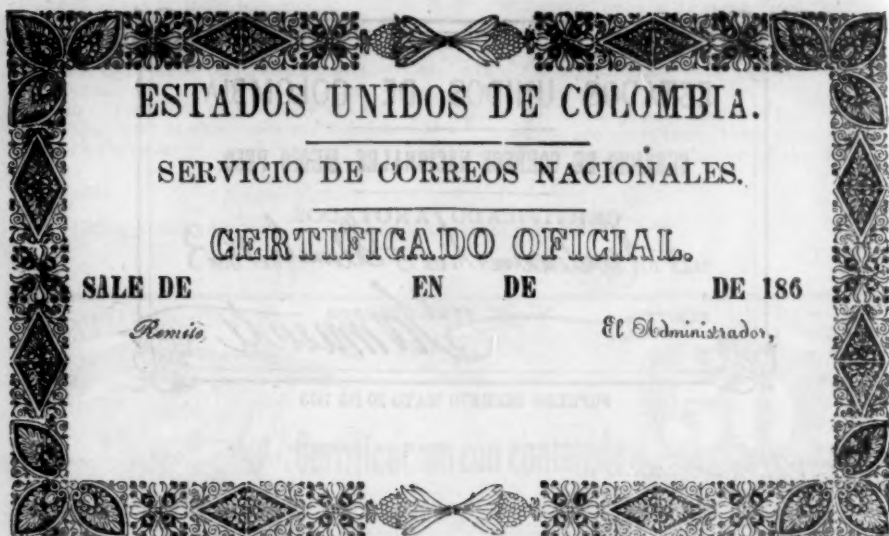 ESTADOS UNIDOS DE COLOMBIA.
SERVICIO DE CORREOS NACIONALES.
CERTIFICADO OFICIAL.
SALE DE EN DE DE 186
Remite El Administrador,